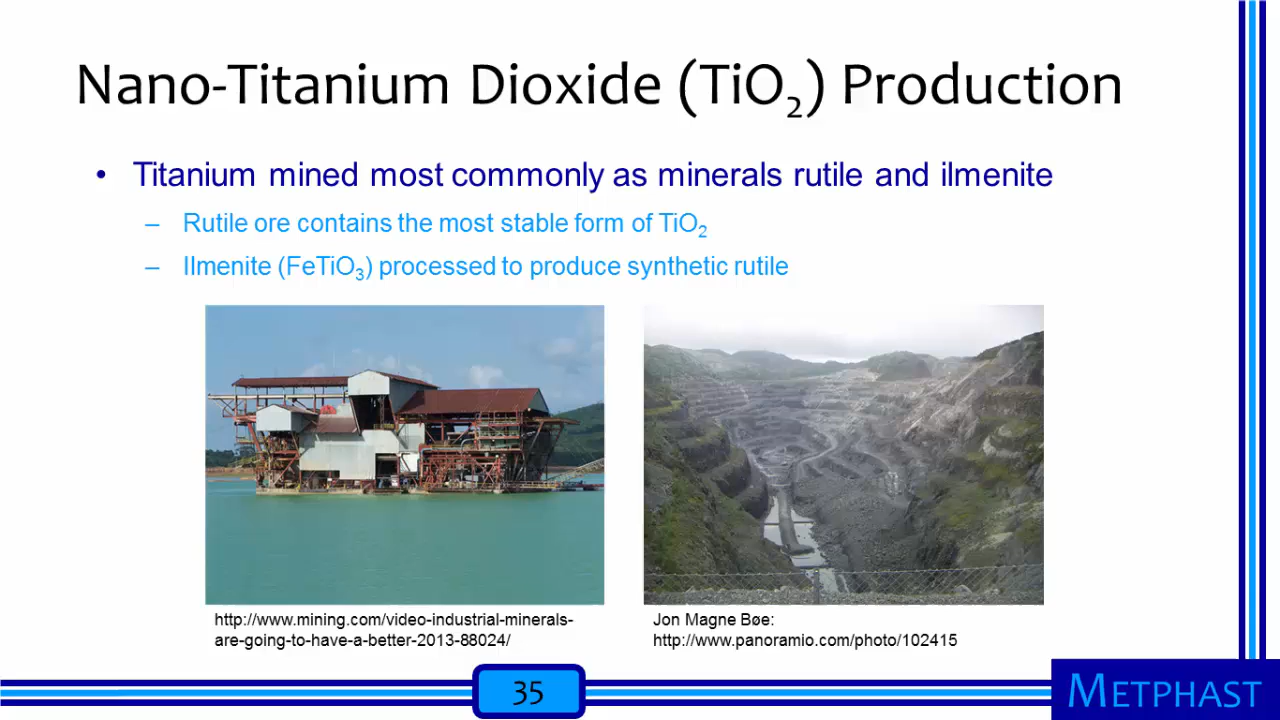 Nano-Titanium Dioxide (TiO₂) Production
• Titanium mined most commonly as minerals rutile and ilmenite
– Rutile ore contains the most stable form of TiO₂
– Ilmenite (FeTiO₃) processed to produce synthetic rutile
http://www.mining.com/video-industrial-minerals-
are-going-to-have-a-better-2013-88024/
Jon Magne Bøe:
http://www.panoramio.com/photo/102415
35
METPHAST